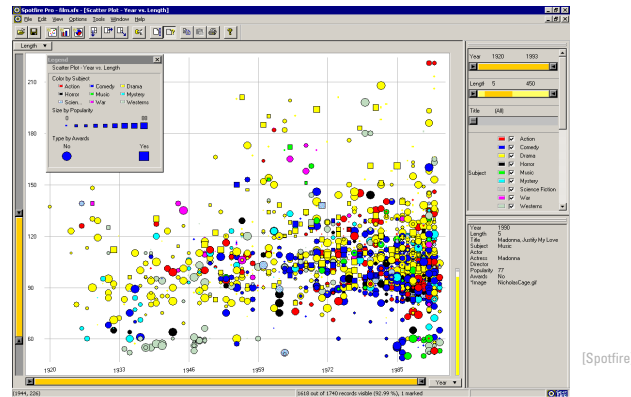 Spotfire Pro - film.sfs - [Scatter Plot - Year vs. Length]
File Edit View Options Tools Window Help
Length
Legend
Scatter Plot - Year vs. Length
Color by Subject
Action Comedy Drama
Horror Music Mystery
Scien... War Westerns
Size by Popularity
0 88
Type by Awards
No Yes
210
180
150
120
90
60
1920 1933 1946 1959 1972 1985
Year
Year 1920 1993
Length 5 450
Title (All)
Subject
Action
Comedy
Drama
Horror
Music
Mystery
Science Fiction
War
Westerns
Year 1990
Length 5
Title Madonna, Justify My Love
Subject Music
Actor
Actress Madonna
Director
Popularity 77
Awards No
*Image NicholasCage.gif
(1944, 226)
1618 out of 1740 records visible (92.99 %), 1 marked
[Spotfire